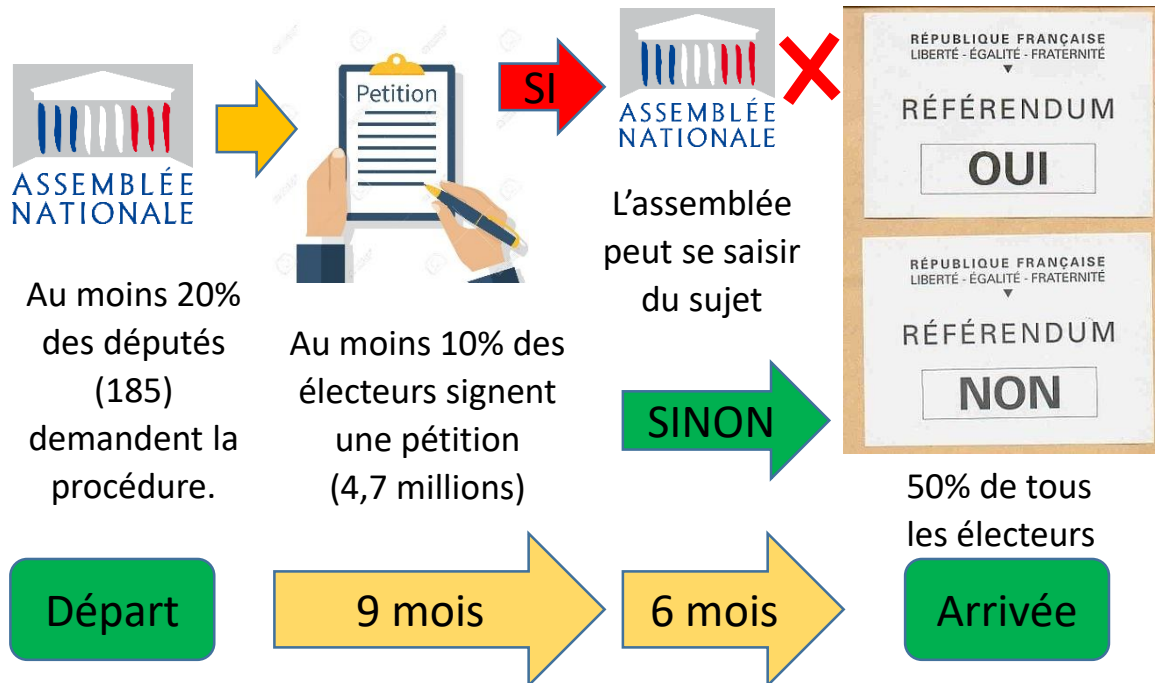 ASSEMBLÉE
NATIONALE
Au moins 20%
des députés
(185)
demandent la
procédure.
Départ
Petition
Au moins 10% des
électeurs signent
une pétition
(4,7 millions)
9 mois
SI
ASSEMBLÉE
NATIONALE
L’assemblée
peut se saisir
du sujet
SINON
6 mois
RÉPUBLIQUE FRANÇAISE
LIBERTÉ - ÉGALITÉ - FRATERNITÉ
RÉFÉRENDUM
OUI
RÉPUBLIQUE FRANÇAISE
LIBERTÉ - ÉGALITÉ - FRATERNITÉ
RÉFÉRENDUM
NON
50% de tous
les électeurs
Arrivée